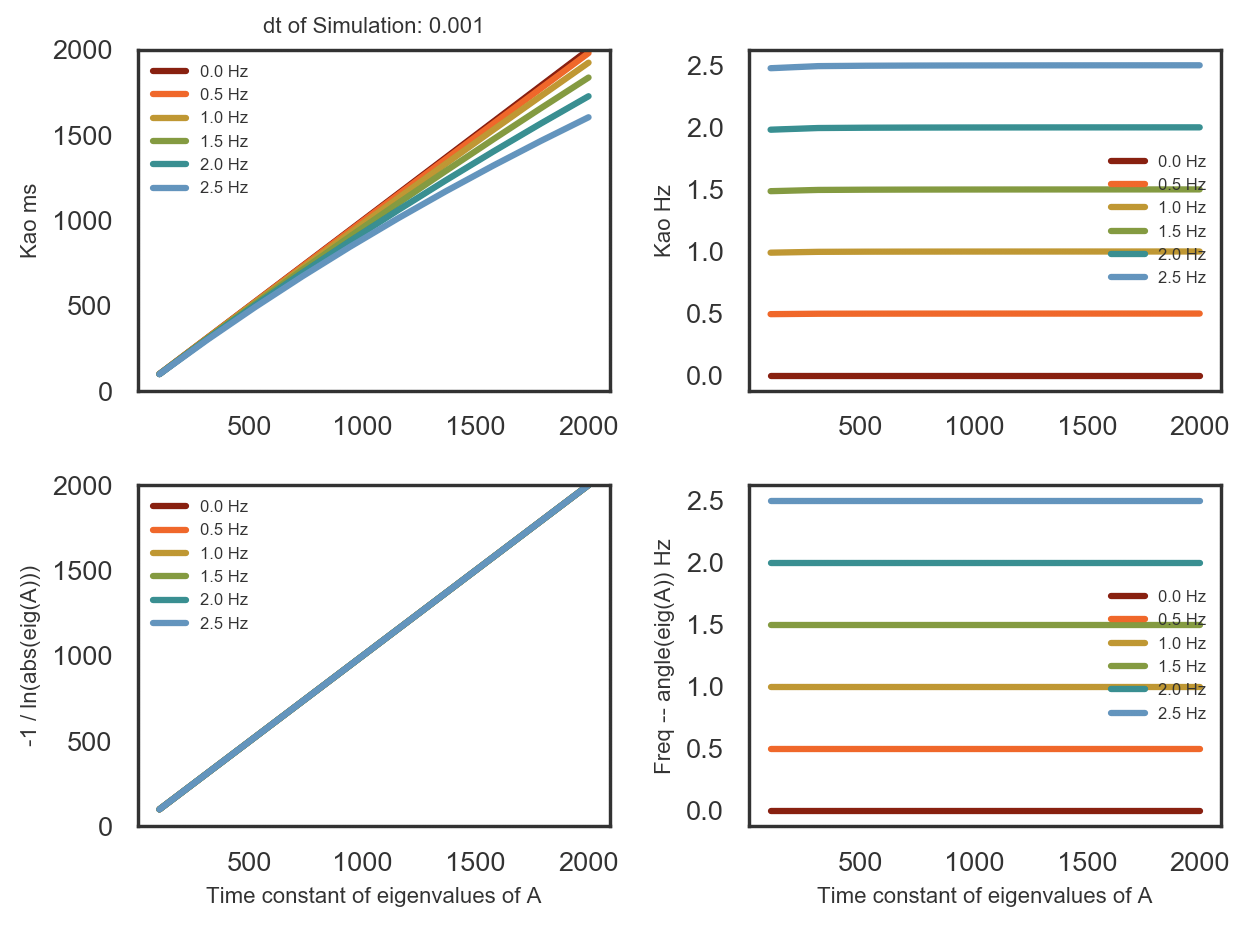 dt of Simulation: 0.001
2000
1500
1000
500
0
Kao ms
0.0 Hz
0.5 Hz
1.0 Hz
1.5 Hz
2.0 Hz
2.5 Hz
500 1000 1500 2000
2.5
2.0
1.5
1.0
0.5
0.0
Kao Hz
0.0 Hz
0.5 Hz
1.0 Hz
1.5 Hz
2.0 Hz
2.5 Hz
500 1000 1500 2000
2000
1500
1000
500
0
-1 / ln(abs(eig(A)))
0.0 Hz
0.5 Hz
1.0 Hz
1.5 Hz
2.0 Hz
2.5 Hz
500 1000 1500 2000
Time constant of eigenvalues of A
2.5
2.0
1.5
1.0
0.5
0.0
Freq -- angle(eig(A)) Hz
0.0 Hz
0.5 Hz
1.0 Hz
1.5 Hz
2.0 Hz
2.5 Hz
500 1000 1500 2000
Time constant of eigenvalues of A